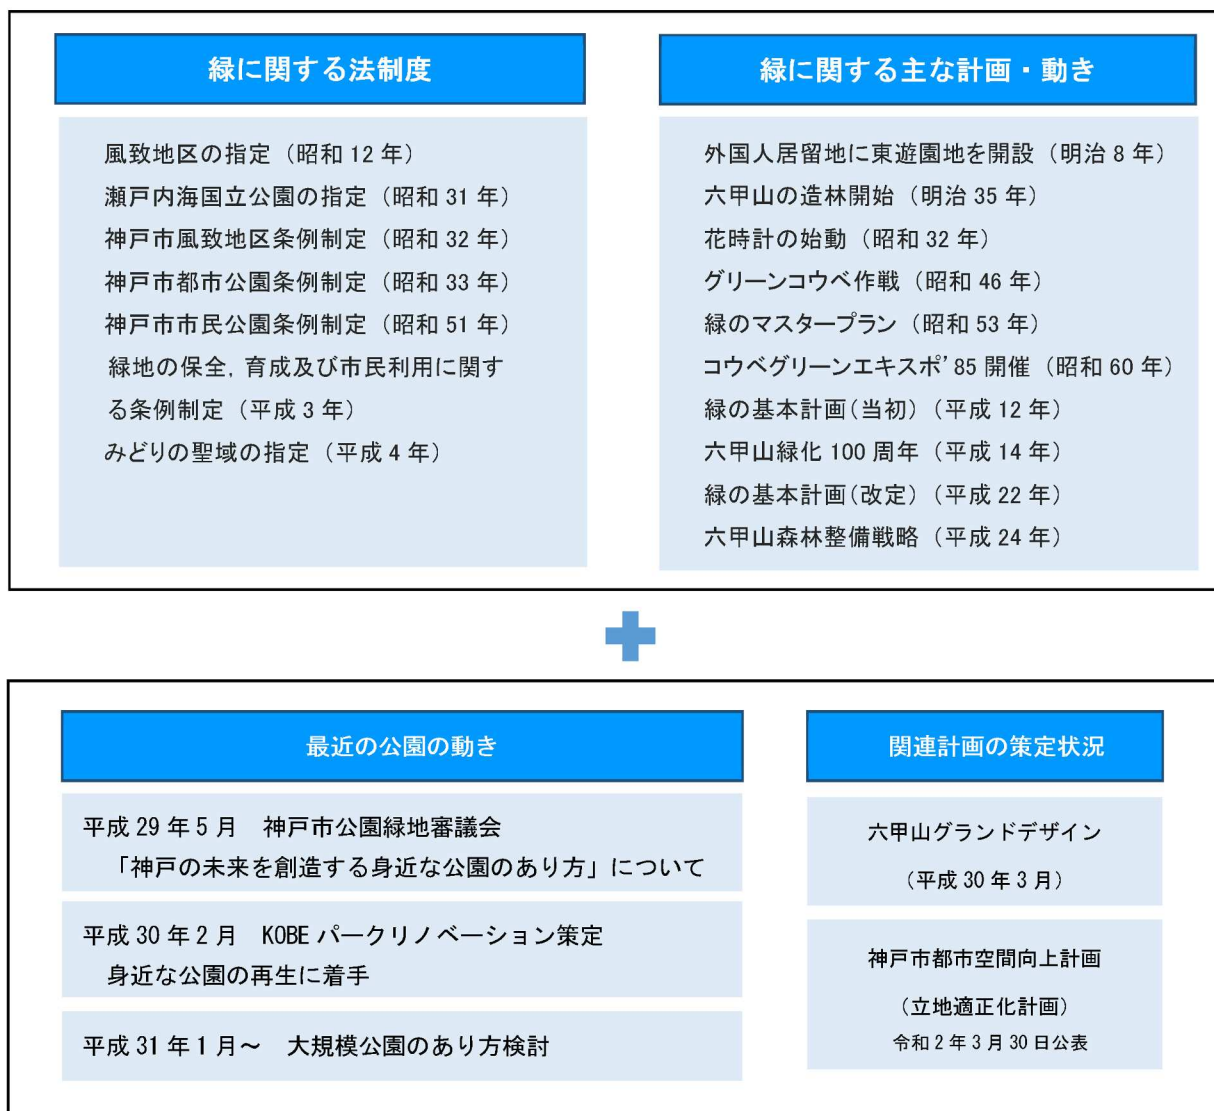 緑に関する法制度
風致地区の指定（昭和 12 年）
瀬戸内海国立公園の指定（昭和 31 年）
神戸市風致地区条例制定（昭和 32 年）
神戸市都市公園条例制定（昭和 33 年）
神戸市市民公園条例制定（昭和 51 年）
緑地の保全，育成及び市民利用に関す
る条例制定（平成 3 年）
みどりの聖域の指定（平成 4 年）
緑に関する主な計画・動き
外国人居留地に東遊園地を開設（明治 8 年）
六甲山の造林開始（明治 35 年）
花時計の始動（昭和 32 年）
グリーンコウベ作戦（昭和 46 年）
緑のマスタープラン（昭和 53 年）
コウベグリーンエキスポ’85 開催（昭和 60 年）
緑の基本計画(当初)（平成 12 年）
六甲山緑化 100 周年（平成 14 年）
緑の基本計画(改定)（平成 22 年）
六甲山森林整備戦略（平成 24 年）
最近の公園の動き
平成 29 年 5 月　神戸市公園緑地審議会
「神戸の未来を創造する身近な公園のあり方」について
平成 30 年 2 月　KOBE パークリノベーション策定
身近な公園の再生に着手
平成 31 年 1 月～　大規模公園のあり方検討
関連計画の策定状況
六甲山グランドデザイン
（平成 30 年 3 月）
神戸市都市空間向上計画
（立地適正化計画）
令和 2 年 3 月 30 日公表